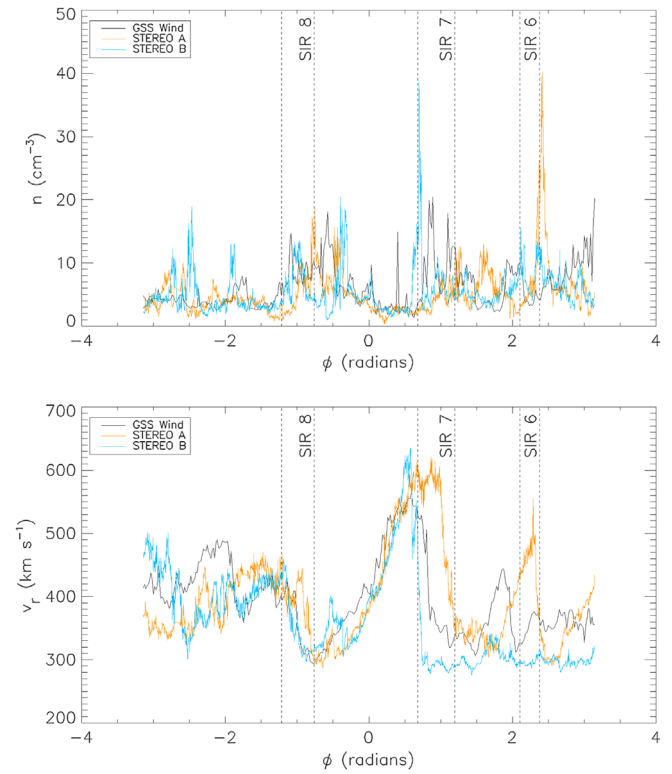 50
40
30
20
10
0
n (cm⁻³)
GSS Wind
STEREO A
STEREO B
SIR 8
SIR 7
SIR 6
−4
−2
0
2
4
ϕ (radians)
700
600
500
400
300
200
v_r (km s⁻¹)
GSS Wind
STEREO A
STEREO B
SIR 8
SIR 7
SIR 6
−4
−2
0
2
4
ϕ (radians)